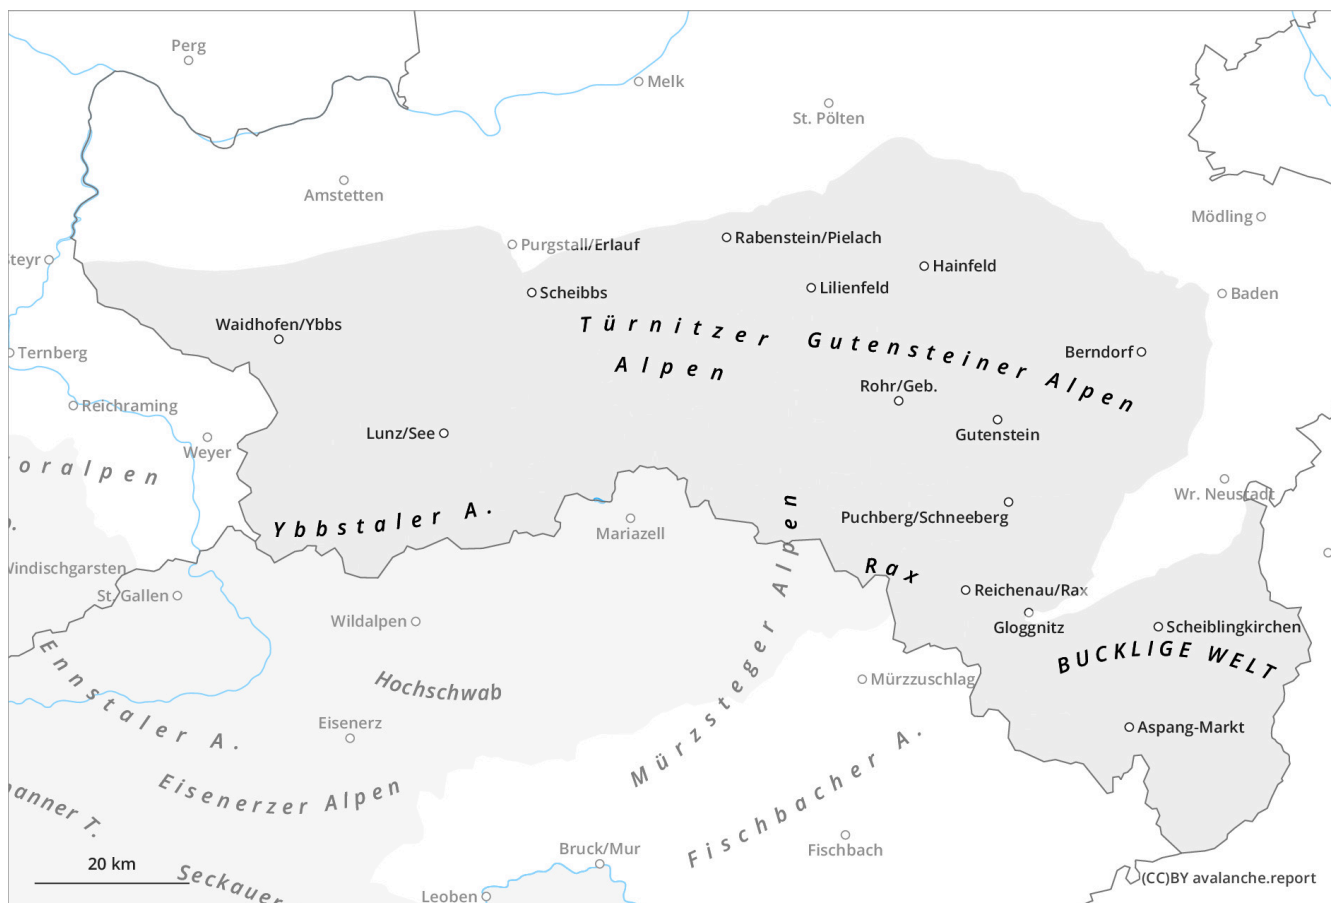 Perg
Melk
St. Pölten
Amstetten
Mödling
Purgstall/Erlauf
Rabenstein/Pielach
Hainfeld
steyr
Scheibbs
Lilienfeld
Baden
Waidhofen/Ybbs
Türnitzer
Alpen
Gutensteiner Alpen
Berndorf
Ternberg
Rohr/Geb.
Reichraming
Gutenstein
Lunz/See
Weyer
oralpen
Wr. Neustadt
Ybbstaler A.
Mariazell
Puchberg/Schneeberg
Mürzsteger Alpen
Rax
Windischgarsten
St. Gallen
Reichenau/Rax
Wildalpen
Gloggnitz
Scheiblingkirchen
BUCKLIGE WELT
Ennstaler A.
Hochschwab
Mürzzuschlag
Eisenerz
Aspang-Markt
Eisenerzer Alpen
Fischbacher A.
anner T.
Bruck/Mur
Fischbach
20 km
Seckauer
Leoben
(CC)BY avalanche.report